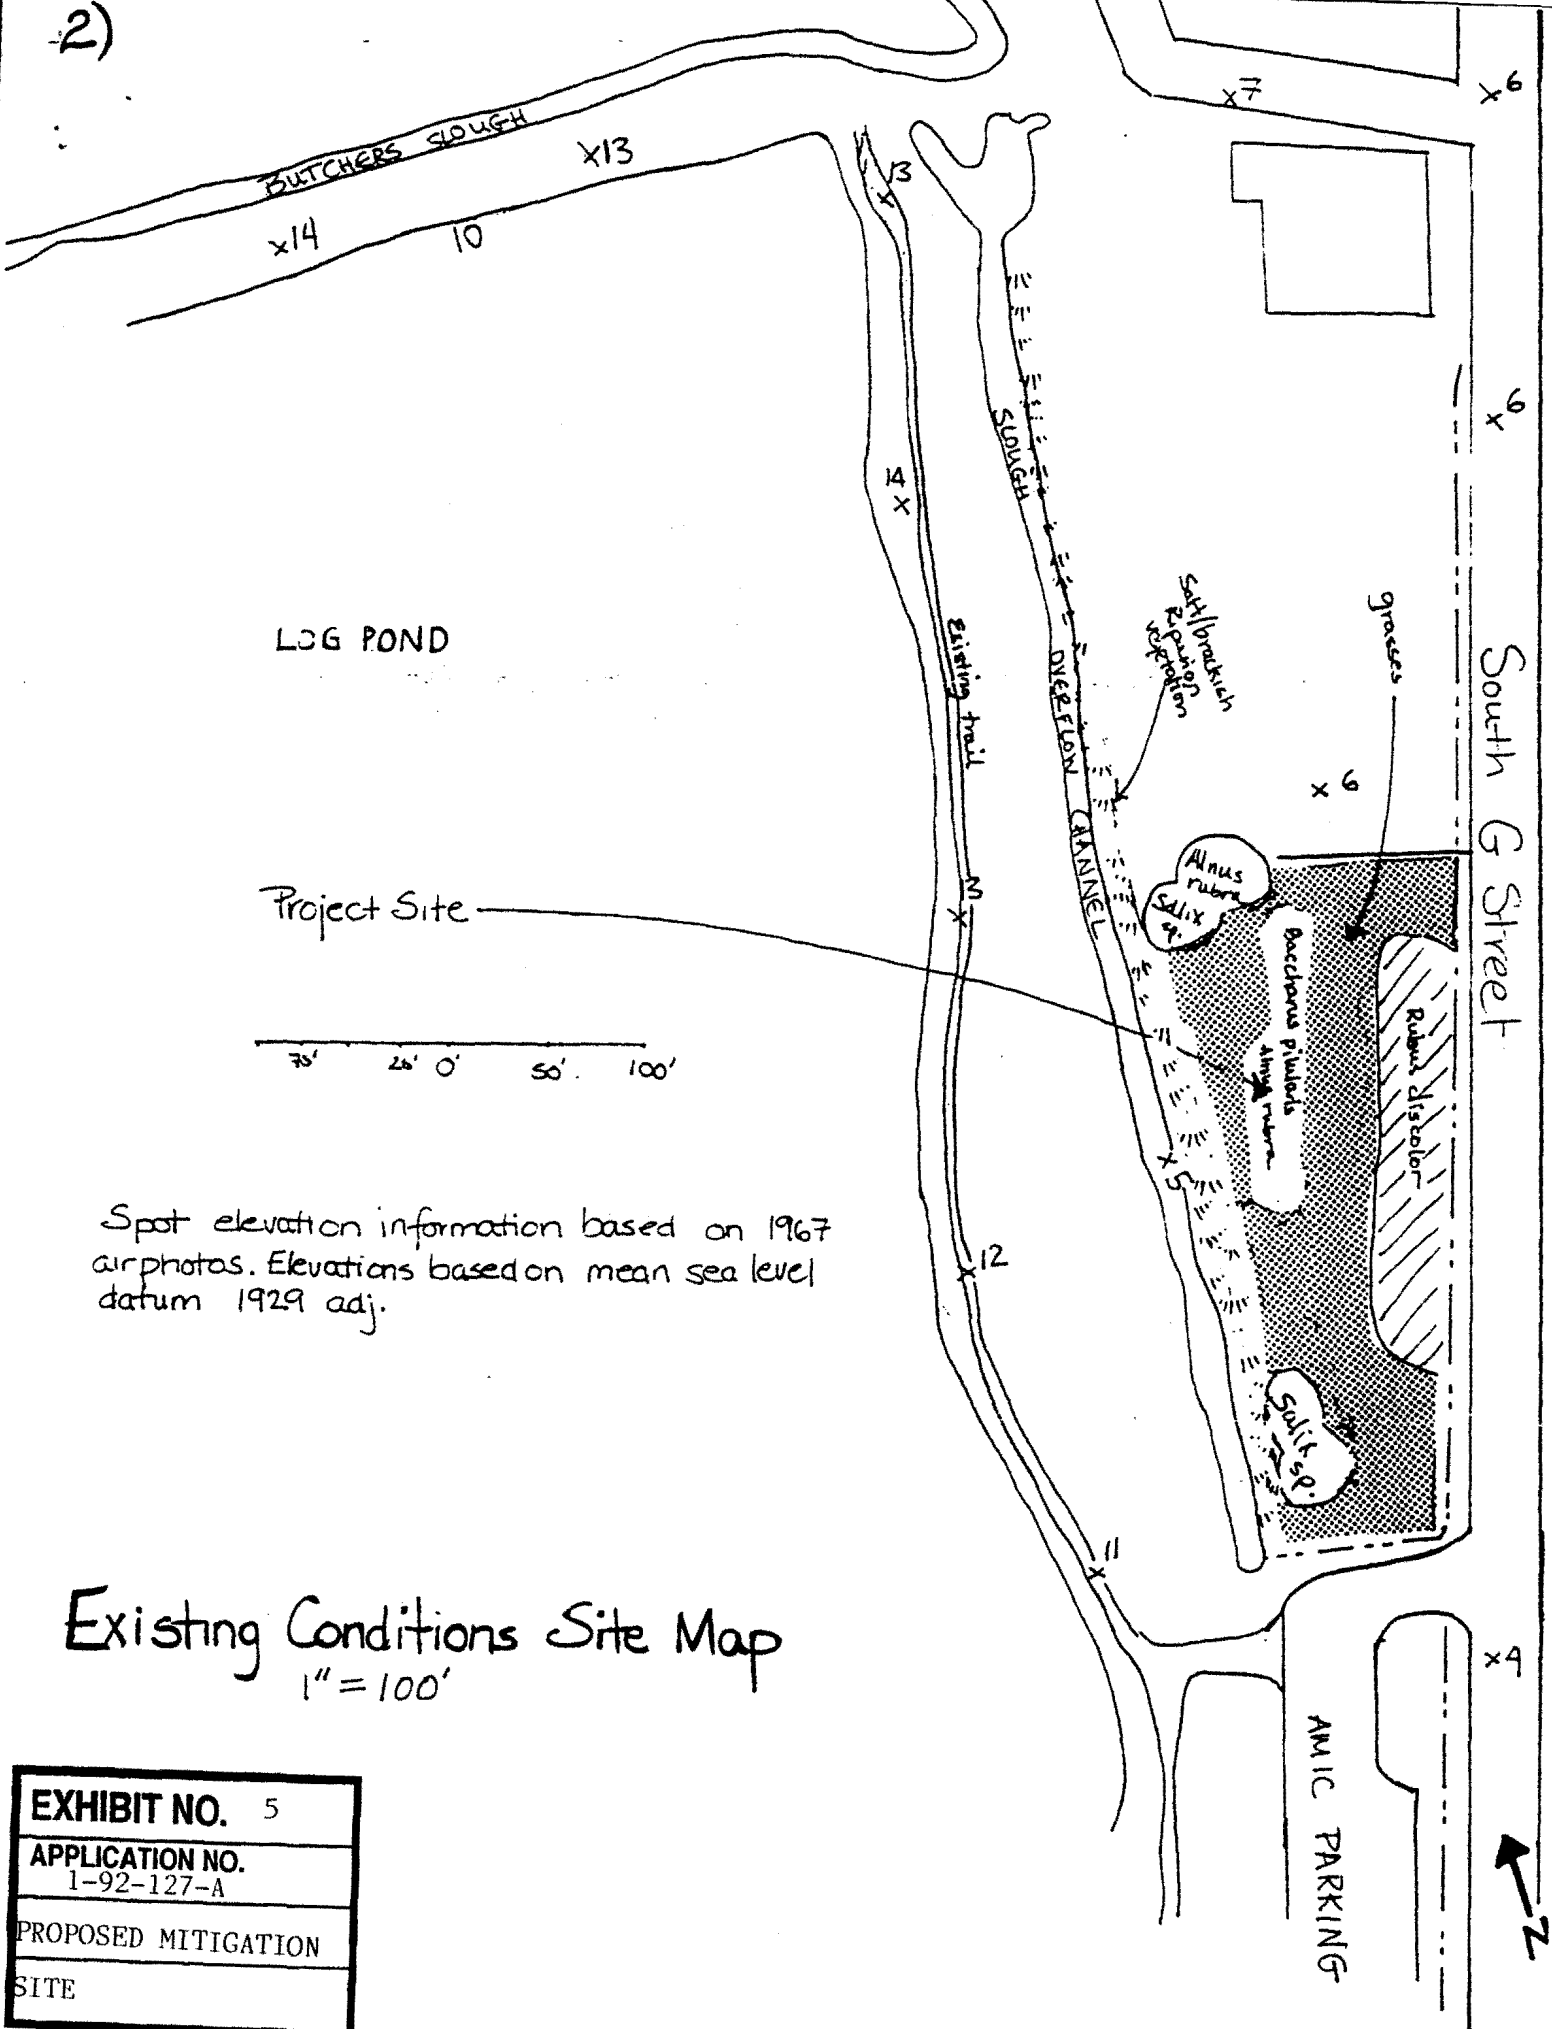 2)
BUTCHERS SLOUGH
x13
x14
10
13
x7
x6
x6
14
x
SLOUGH OVERFLOW CHANNEL
Existing trail
Salt/brackish
Riparian
vegetation
grasses
South G Street
LOG POND
x 6
Alnus
rubra
Salix
sp.
Project Site
13
x
Baccharus pilularis
Alnus rubra
Rubus discolor
75' 25' 0' 50' 100'
x5
Spot elevation information based on 1967
airphotos. Elevations based on mean sea level
datum 1929 adj.
x12
Salix
sp.
x11
Existing Conditions Site Map
1" = 100'
x4
AMIC PARKING
N
EXHIBIT NO. 5
APPLICATION NO.
1-92-127-A
PROPOSED MITIGATION
SITE